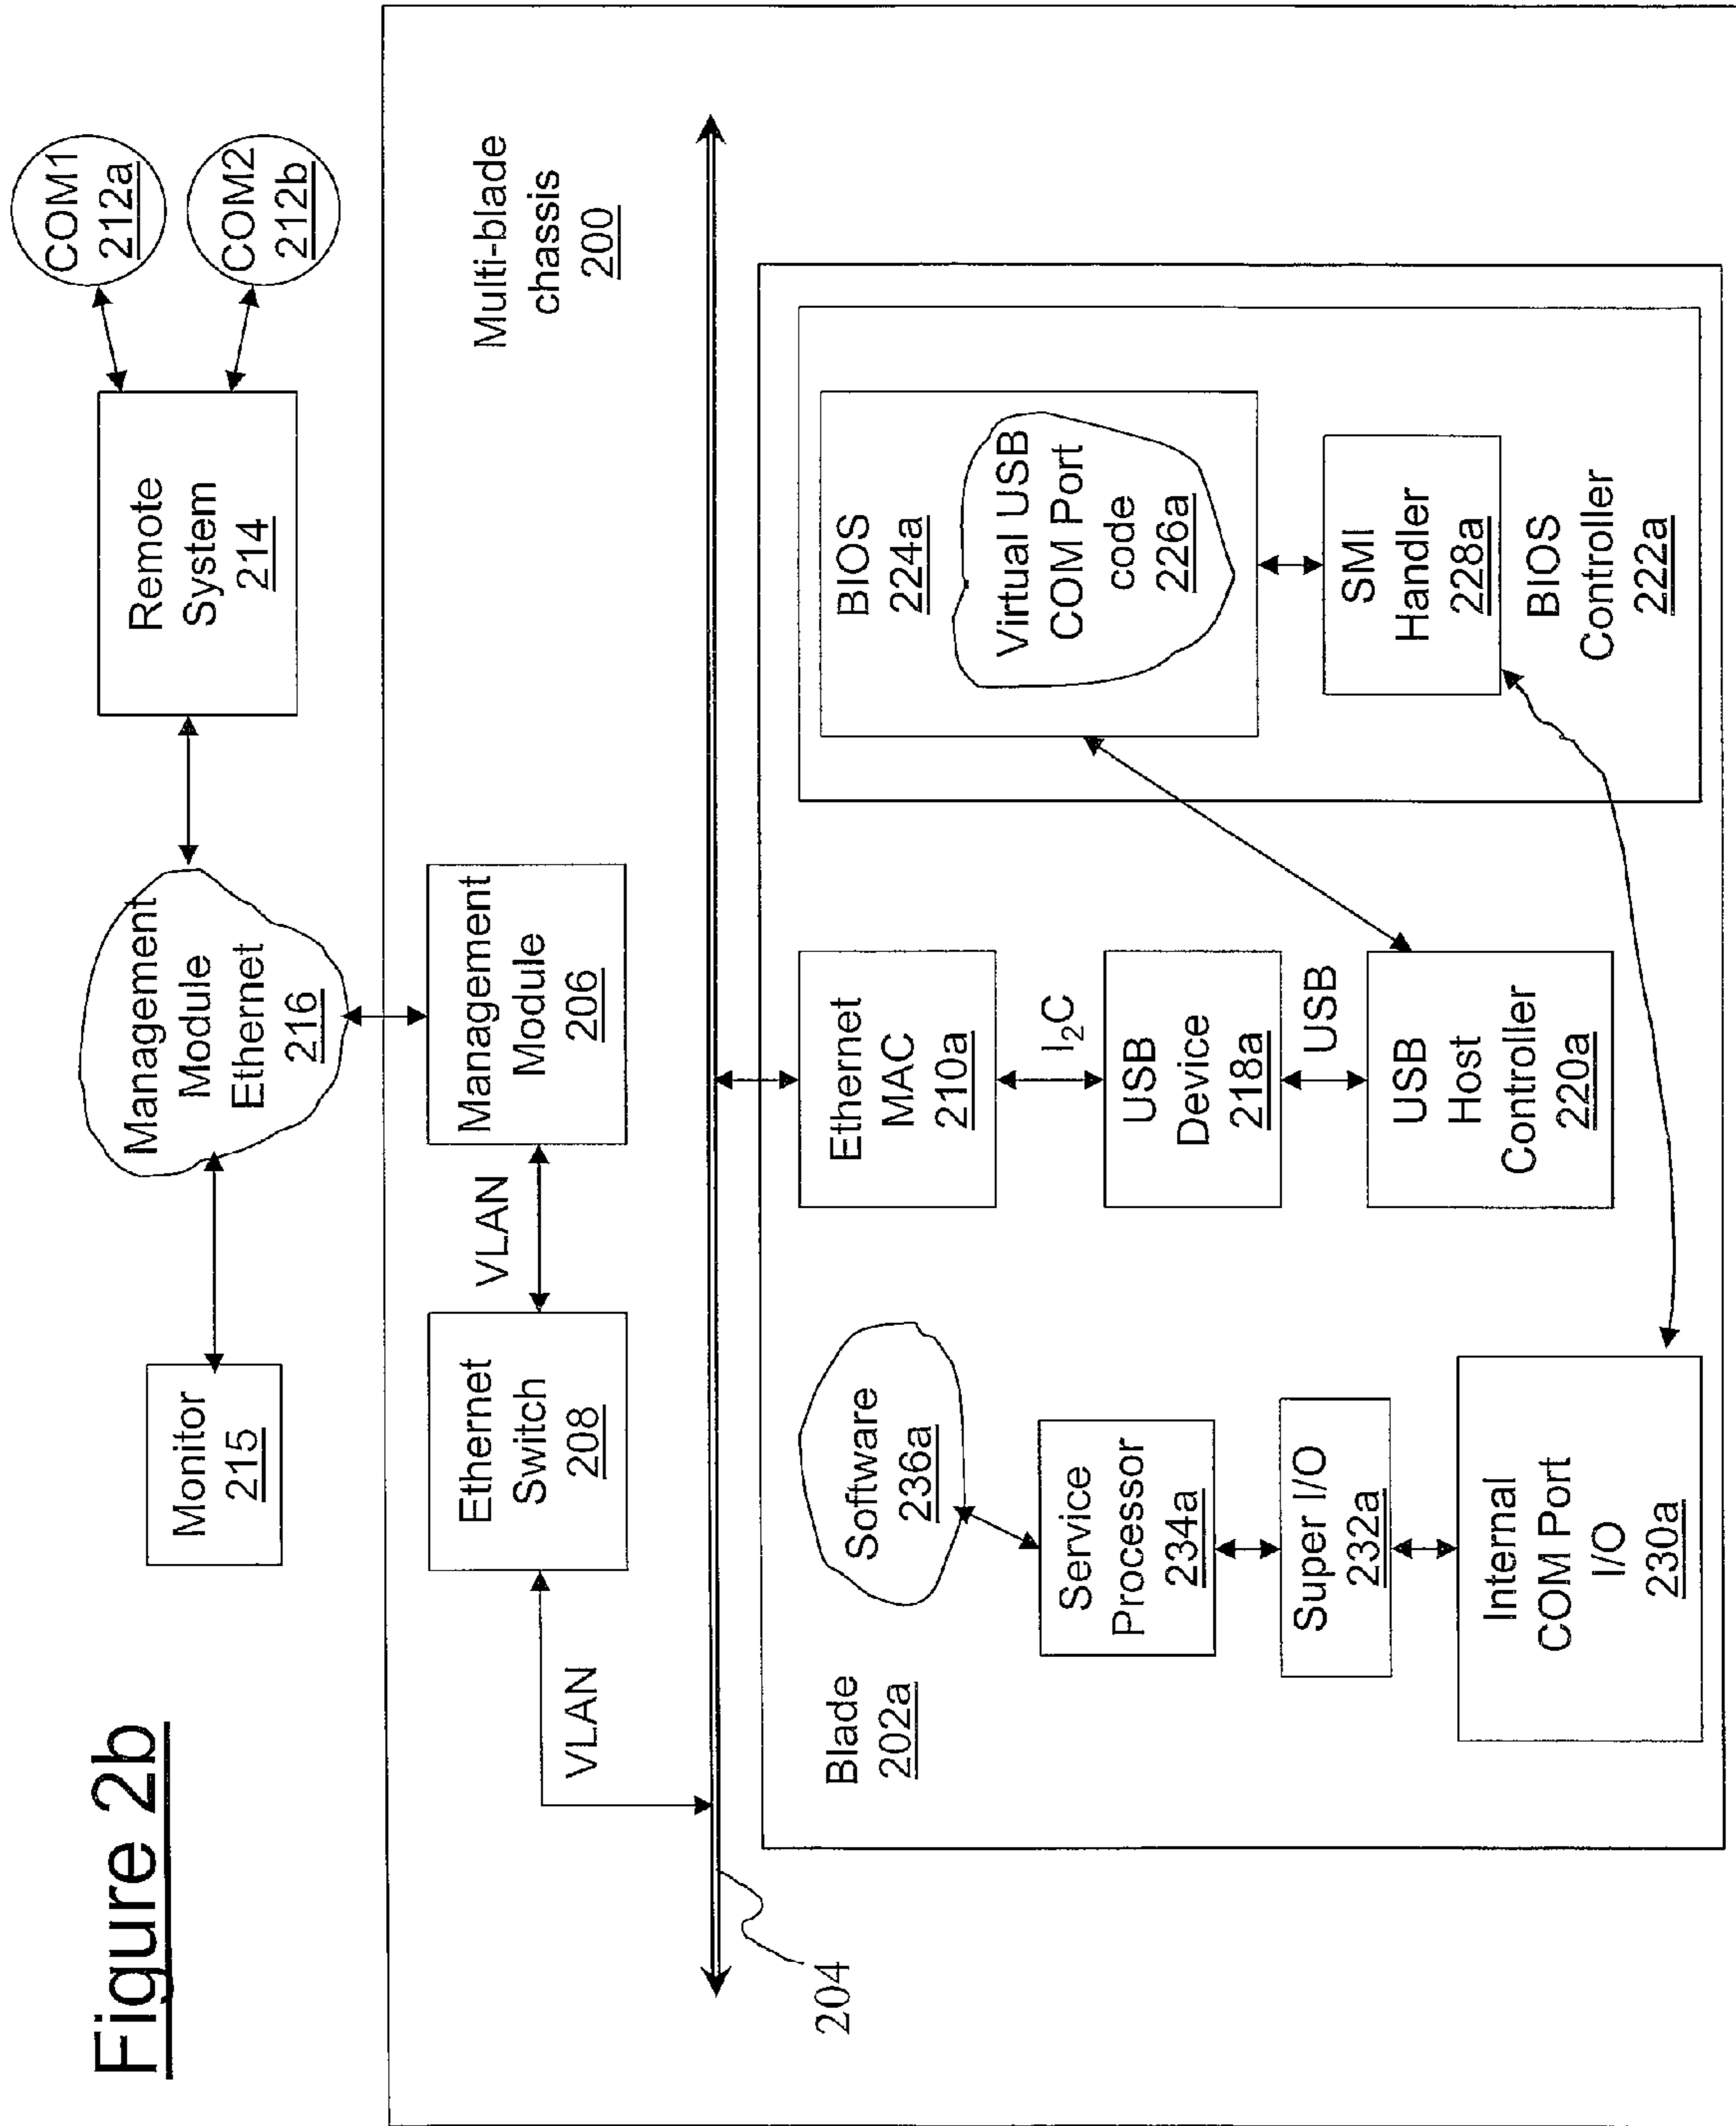 Figure 2b
Monitor
215
Management
Module
Ethernet
216
Remote
System
214
COM1
212a
COM2
212b
Ethernet
Switch
208
VLAN
Management
Module
206
VLAN
Multi-blade
chassis
200
204
Blade
202a
Software
236a
Service
Processor
234a
Super I/O
232a
Internal
COM Port
I/O
230a
Ethernet
MAC
210a
I2C
USB
Device
218a
USB
USB
Host
Controller
220a
BIOS
224a
Virtual USB
COM Port
code
226a
SMI
Handler
228a
BIOS
Controller
222a